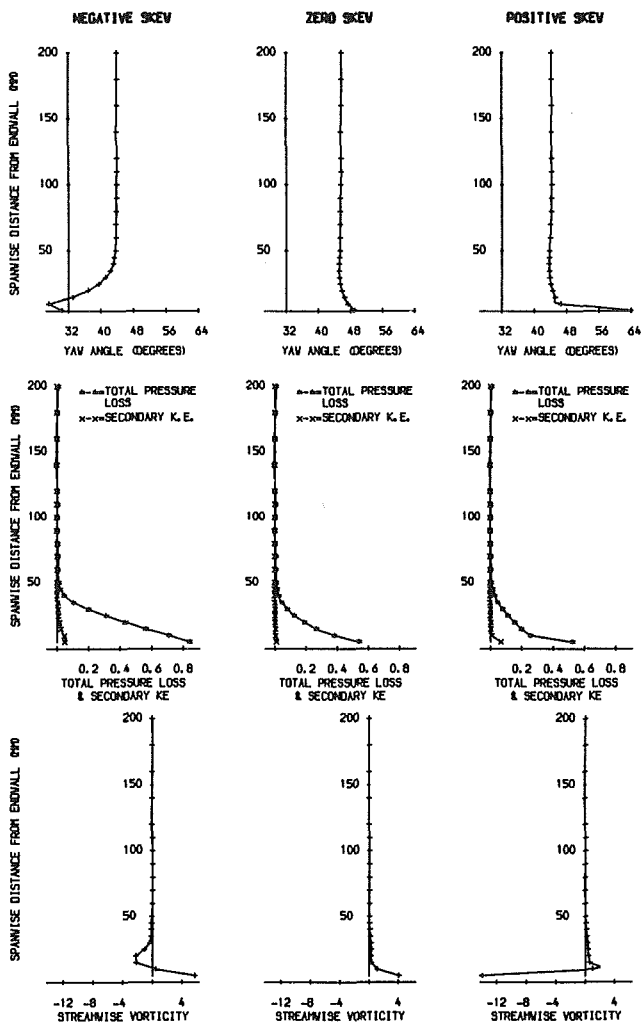 NEGATIVE SKEW ZERO SKEW POSITIVE SKEW
SPANWISE DISTANCE FROM ENDWALL (MM)
200 200 200
150 150 150
100 100 100
50 50 50
32 40 48 56 64 32 40 48 56 64 32 40 48 56 64
YAW ANGLE (DEGREES) YAW ANGLE (DEGREES) YAW ANGLE (DEGREES)
SPANWISE DISTANCE FROM ENDWALL (MM)
200 200 200
=TOTAL PRESSURE LOSS =TOTAL PRESSURE LOSS =TOTAL PRESSURE LOSS
x-x=SECONDARY K.E. x-x=SECONDARY K.E. x-x=SECONDARY K.E.
150 150 150
100 100 100
50 50 50
0.2 0.4 0.6 0.8 0.2 0.4 0.6 0.8 0.2 0.4 0.6 0.8
TOTAL PRESSURE LOSS TOTAL PRESSURE LOSS TOTAL PRESSURE LOSS
& SECONDARY KE & SECONDARY KE & SECONDARY KE
SPANWISE DISTANCE FROM ENDWALL (MM)
200 200 200
150 150 150
100 100 100
50 50 50
-12 -8 -4 4 -12 -8 -4 4 -12 -8 -4 4
STREAMWISE VORTICITY STREAMWISE VORTICITY STREAMWISE VORTICITY